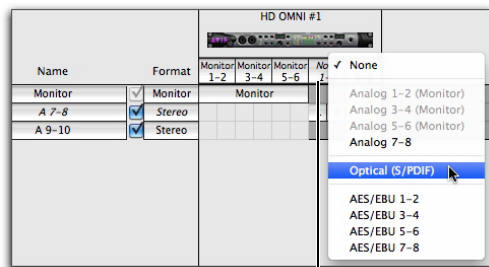 HD OMNI #1
Name
Format
Monitor 1-2
Monitor 3-4
Monitor 5-6
Monitor
Monitor
Monitor
A 7-8
Stereo
A 9-10
Stereo
✓ None
Analog 1-2 (Monitor)
Analog 3-4 (Monitor)
Analog 5-6 (Monitor)
Analog 7-8
Optical (S/PDIF)
AES/EBU 1-2
AES/EBU 3-4
AES/EBU 5-6
AES/EBU 7-8